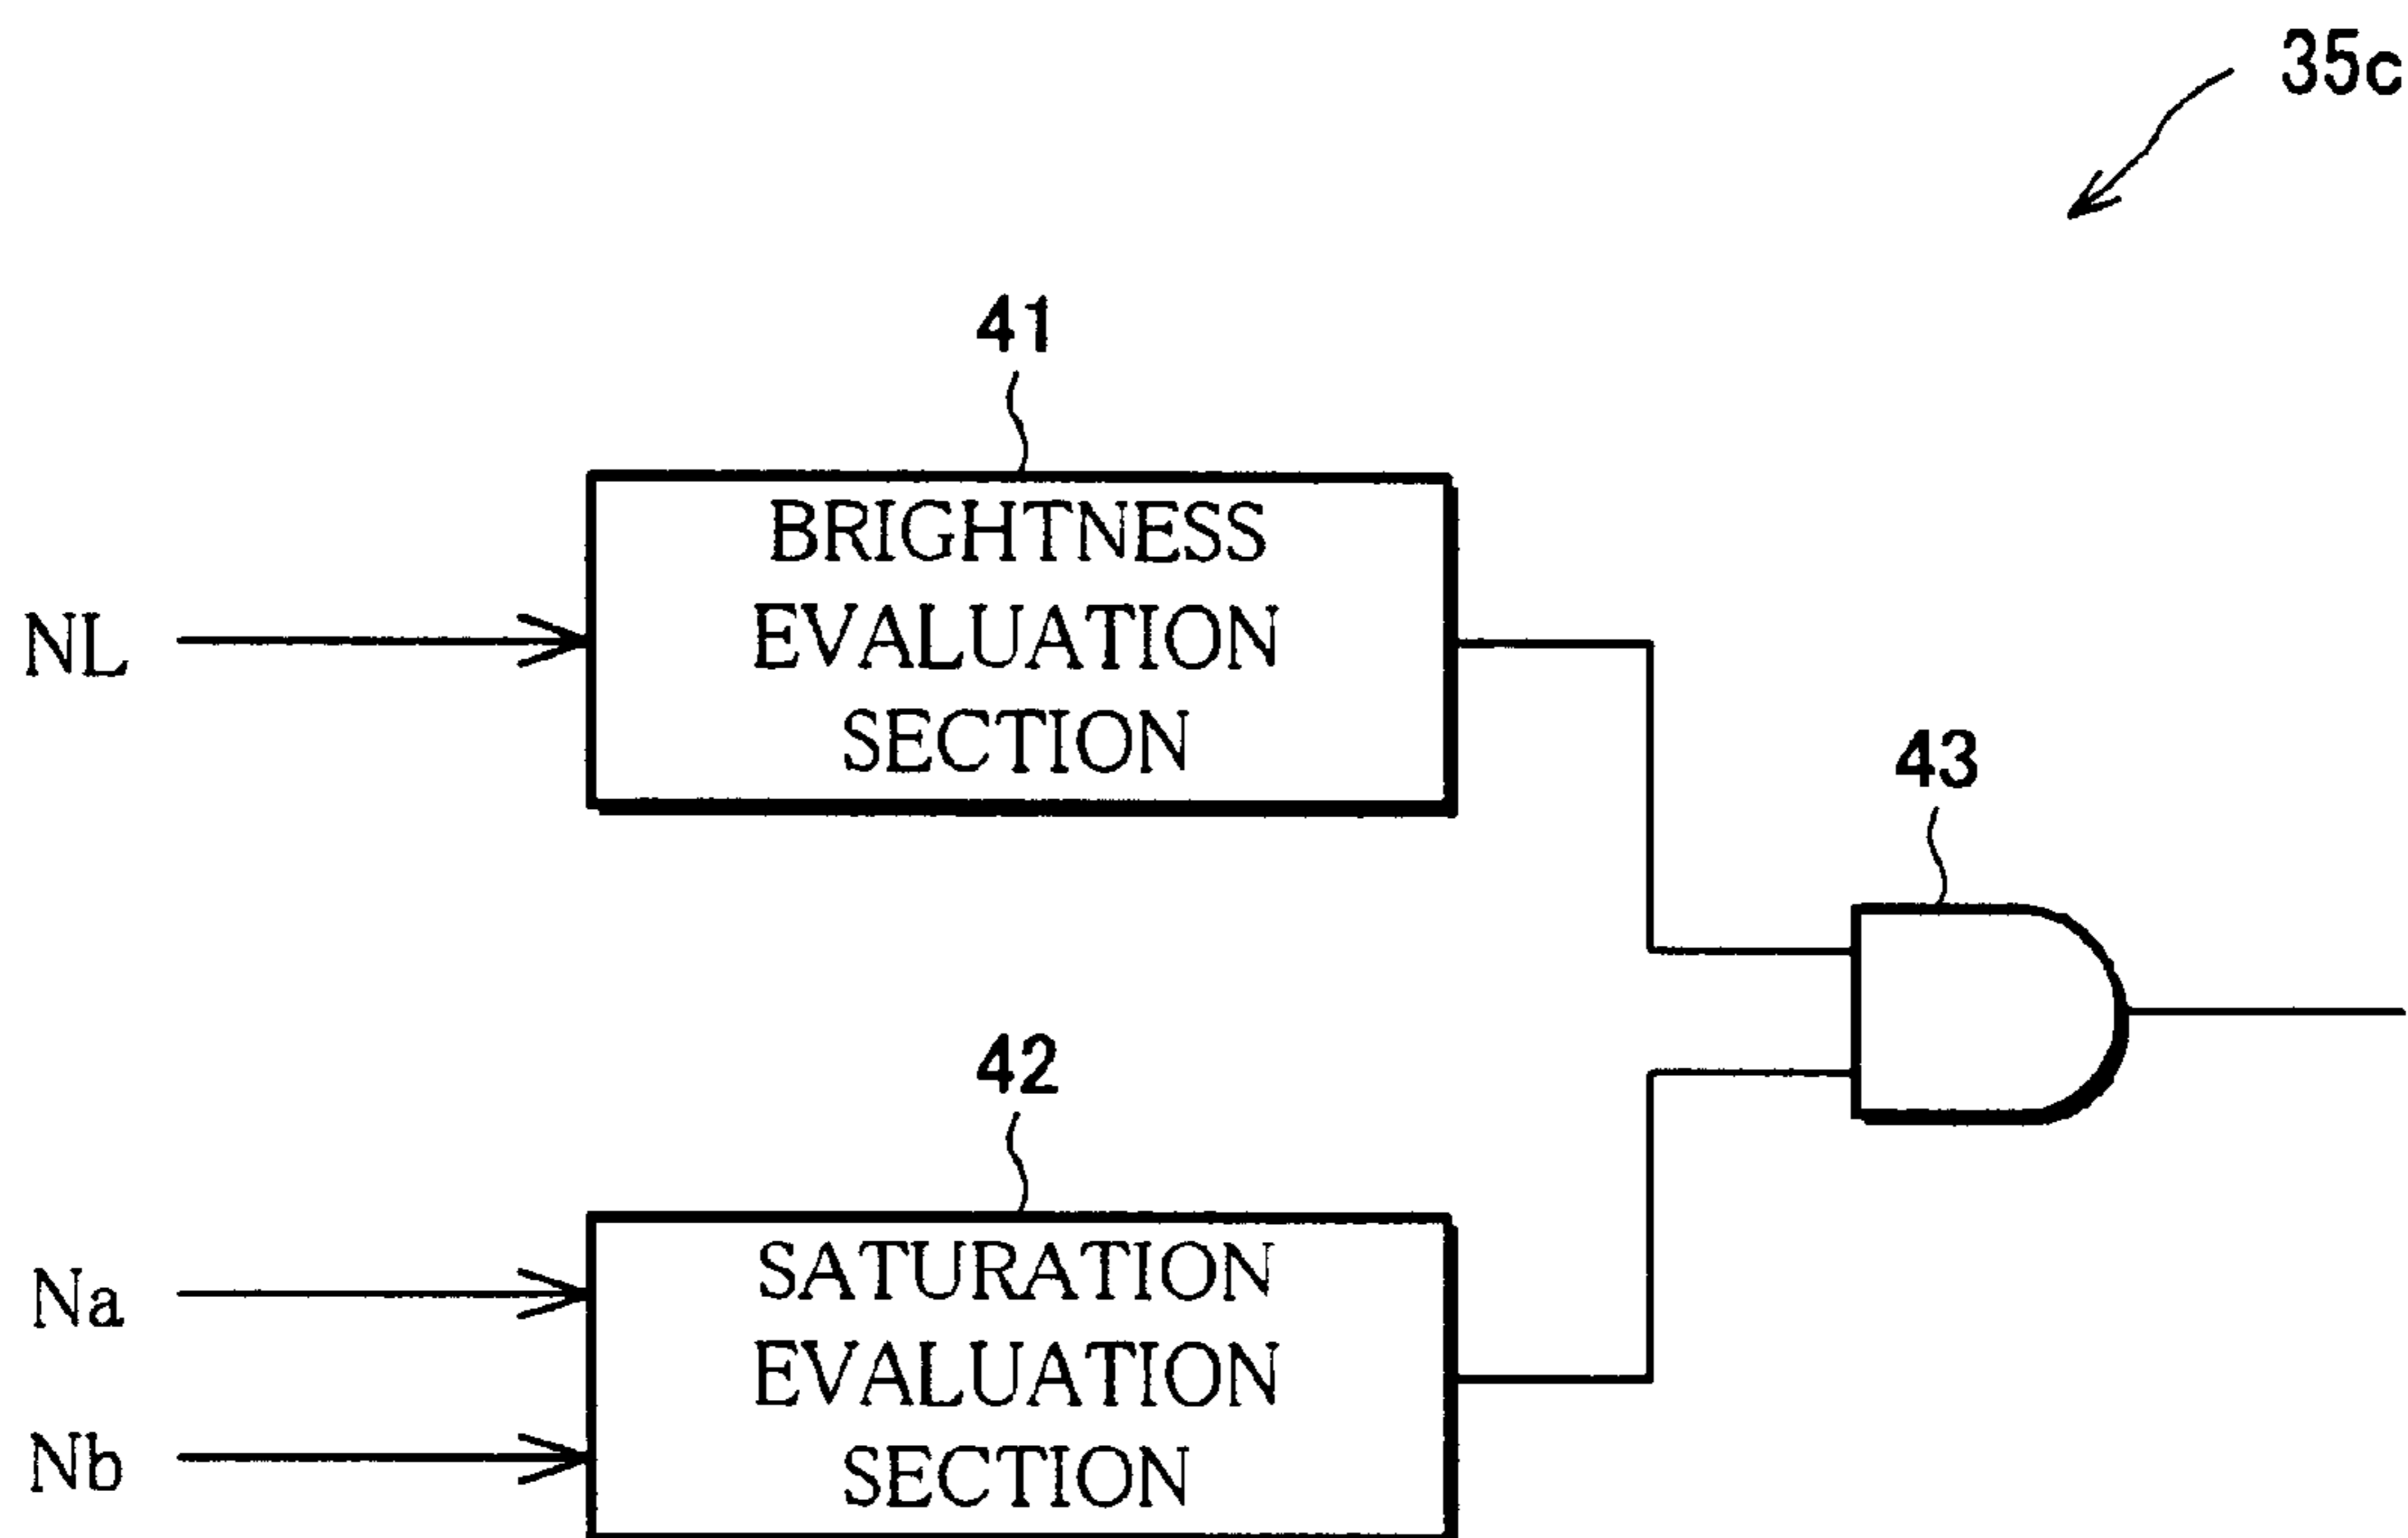 35c
41
BRIGHTNESS
EVALUATION
SECTION
NL
43
42
SATURATION
EVALUATION
SECTION
Na
Nb